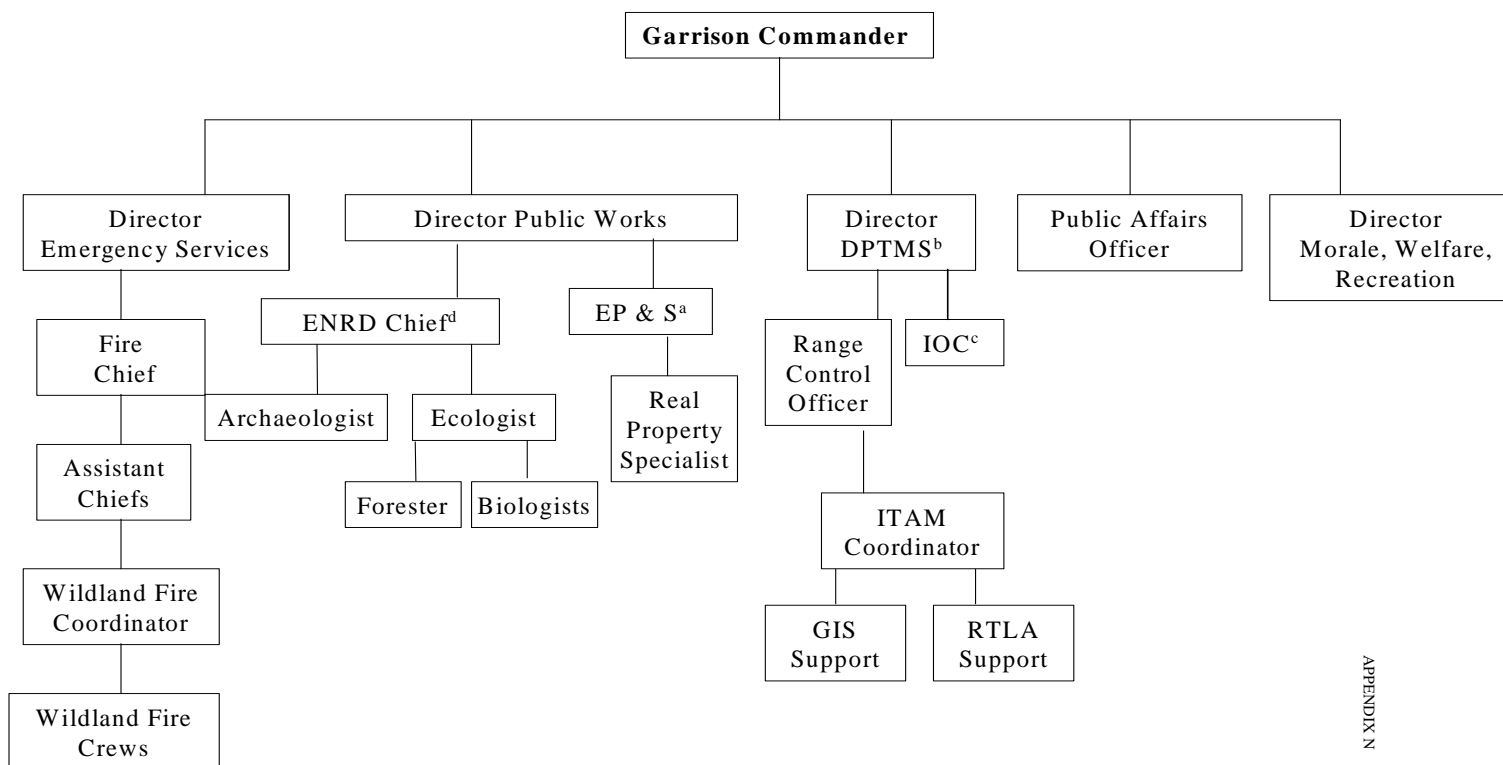 Garrison Commander
Director
Emergency Services
Director Public Works
Director
DPTMSᵇ
Public Affairs
Officer
Director
Morale, Welfare,
Recreation
Fire
Chief
ENRD Chiefᵈ
EP & Sᵃ
Range
Control
Officer
IOCᶜ
Archaeologist
Ecologist
Real
Property
Specialist
Assistant
Chiefs
Forester
Biologists
ITAM
Coordinator
Wildland Fire
Coordinator
GIS
Support
RTLA
Support
Wildland Fire
Crews
APPENDIX N